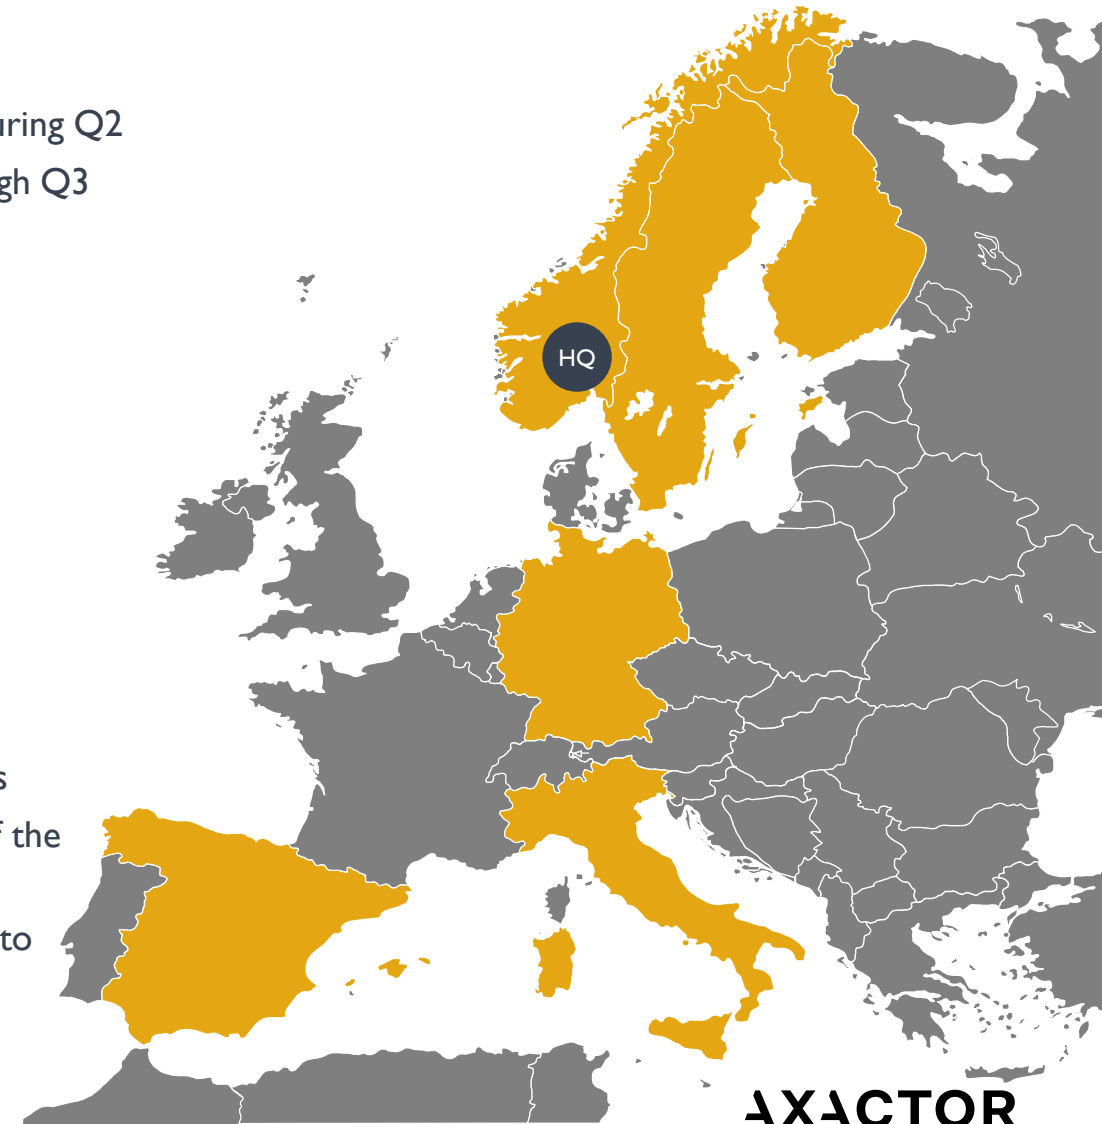 uring Q2
gh Q3
HQ
s
f the
to
AXACTOR